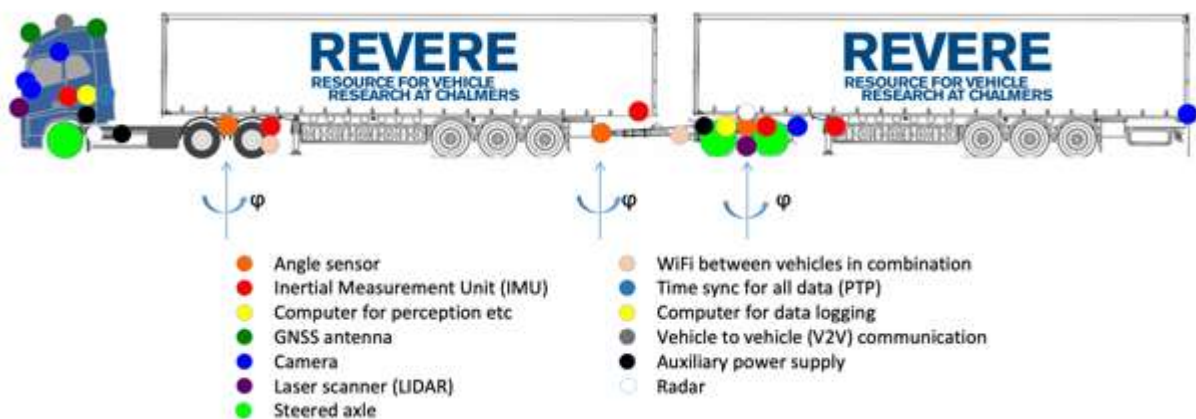 REVERE
RESOURCE FOR VEHICLE
RESEARCH AT CHALMERS
REVERE
RESOURCE FOR VEHICLE
RESEARCH AT CHALMERS
φ
φ
φ
Angle sensor
Inertial Measurement Unit (IMU)
Computer for perception etc
GNSS antenna
Camera
Laser scanner (LIDAR)
Steered axle
WiFi between vehicles in combination
Time sync for all data (PTP)
Computer for data logging
Vehicle to vehicle (V2V) communication
Auxiliary power supply
Radar